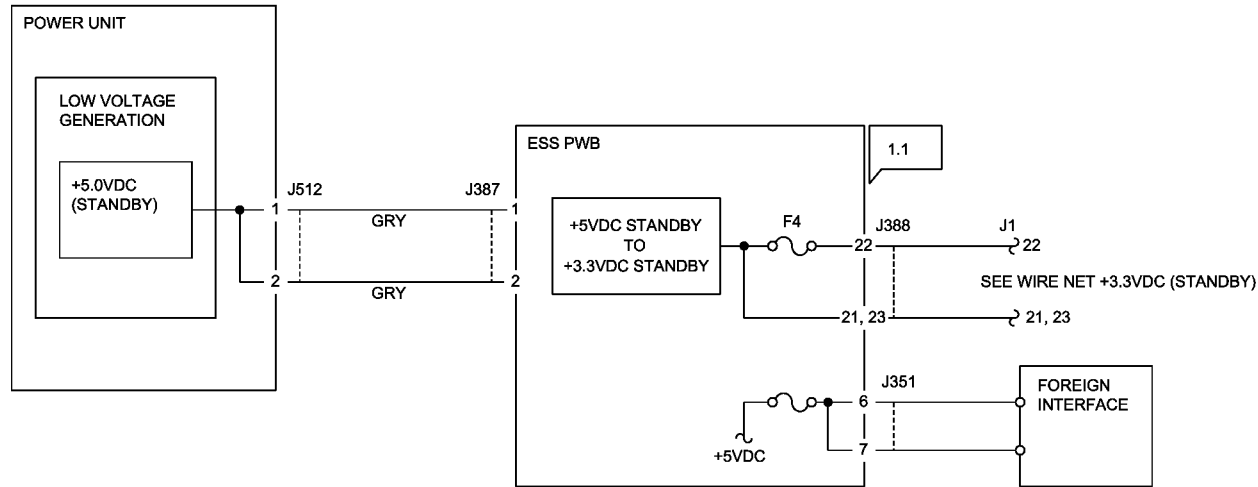 POWER UNIT
LOW VOLTAGE
GENERATION
+5.0VDC
(STANDBY)
J512
J387
1
GRY
1
2
GRY
2
ESS PWB
1.1
+5VDC STANDBY
TO
+3.3VDC STANDBY
F4
J388
J1
22
22
SEE WIRE NET +3.3VDC (STANDBY)
21, 23
21, 23
J351
6
7
+5VDC
FOREIGN
INTERFACE